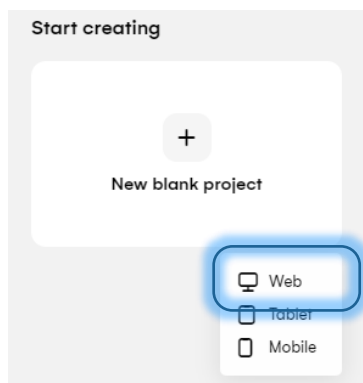 Start creating
New blank project
Web
Tablet
Mobile